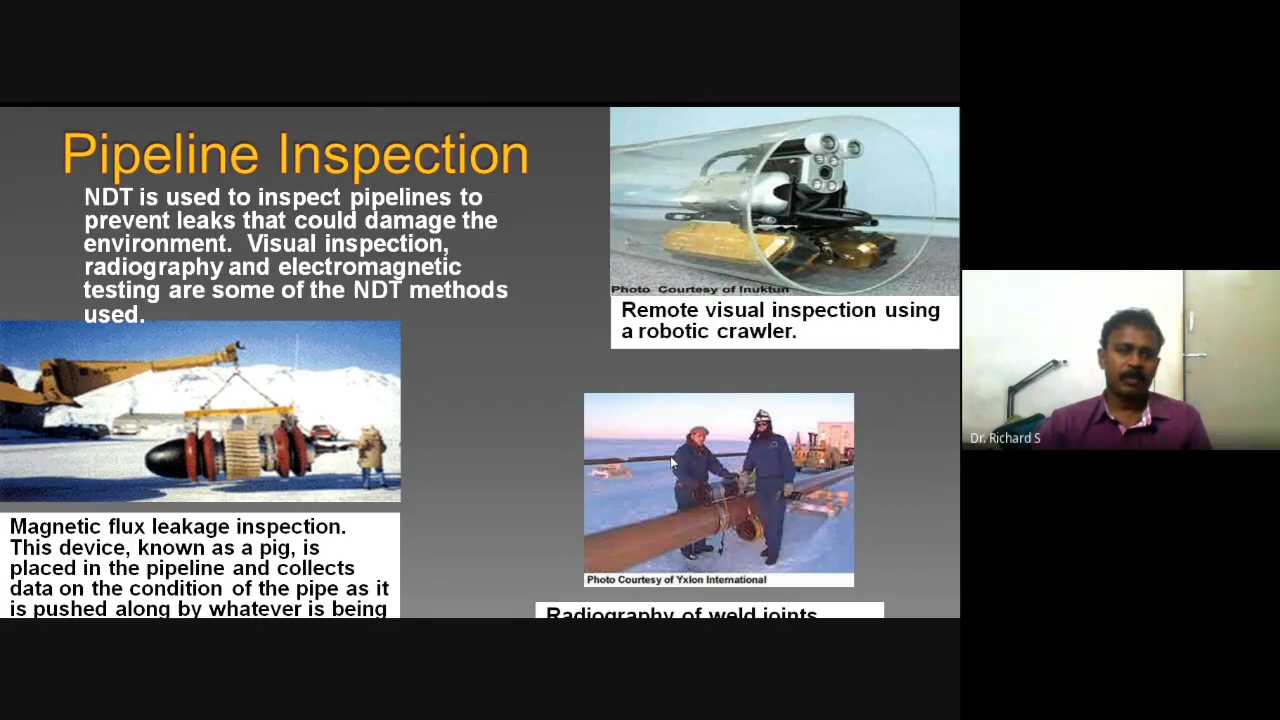 Pipeline Inspection
NDT is used to inspect pipelines to
prevent leaks that could damage the
environment.  Visual inspection,
radiography and electromagnetic
testing are some of the NDT methods
used.
Photo Courtesy of Inuktun
Remote visual inspection using
a robotic crawler.
Magnetic flux leakage inspection.
This device, known as a pig, is
placed in the pipeline and collects
data on the condition of the pipe as it
is pushed along by whatever is being
Photo Courtesy of Yxlon International
Radiography of weld joints
Dr. Richard S